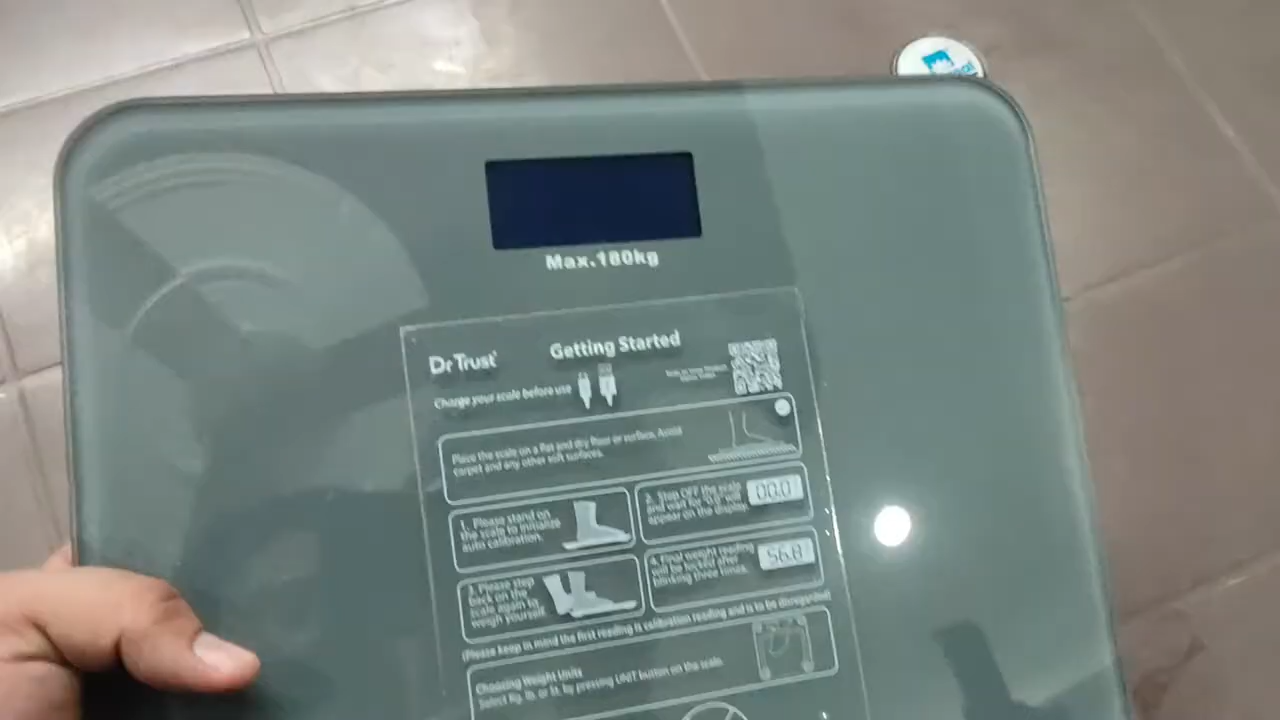 Max.180kg
Dr Trust
Getting Started
Charge your scale before use
Place the scale on a flat and dry floor or surface. Avoid
carpet and any other soft surfaces.
1. Please stand on
the scale to initialize
auto calibration.
2. Step OFF the scale
and wait for "0.0" will
appear on the display.
00.0
3. Please step
back on the
scale again to
weigh yourself.
4. Final weight reading
will be locked after
blinking three times.
56.8
(Please keep in mind the first reading is calibration reading and is to be disregarded)
Choosing Weight Units
Select Kg, lb, or St. by pressing UNIT button on the scale.